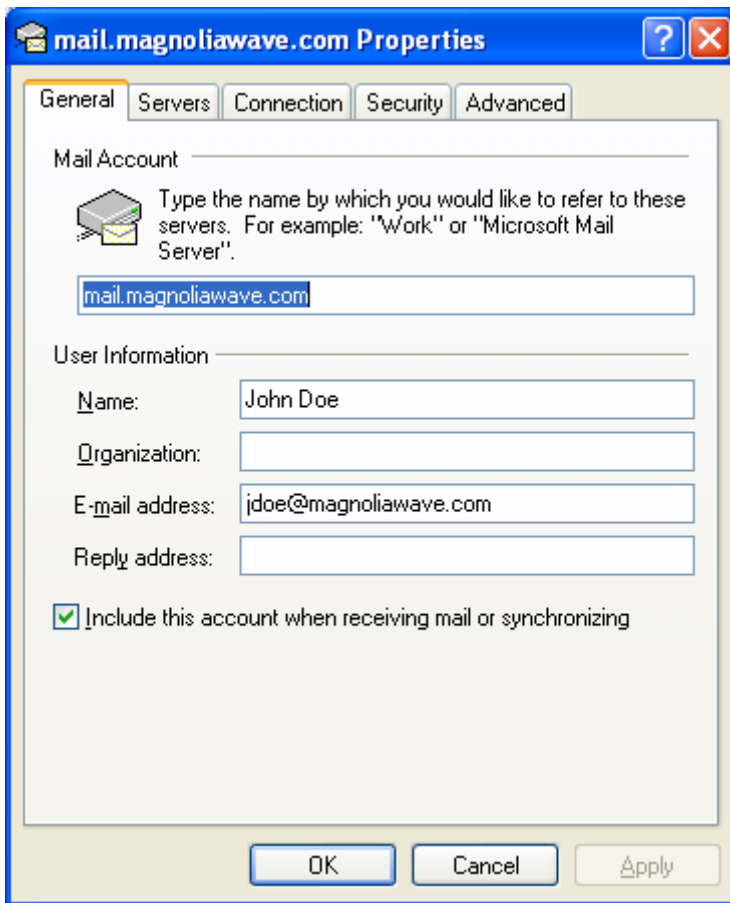 mail.magnoliawave.com Properties
General Servers Connection Security Advanced
Mail Account
Type the name by which you would like to refer to these
servers.  For example: "Work" or "Microsoft Mail
Server".
mail.magnoliawave.com
User Information
Name: John Doe
Organization:
E-mail address: jdoe@magnoliawave.com
Reply address:
Include this account when receiving mail or synchronizing
OK Cancel Apply